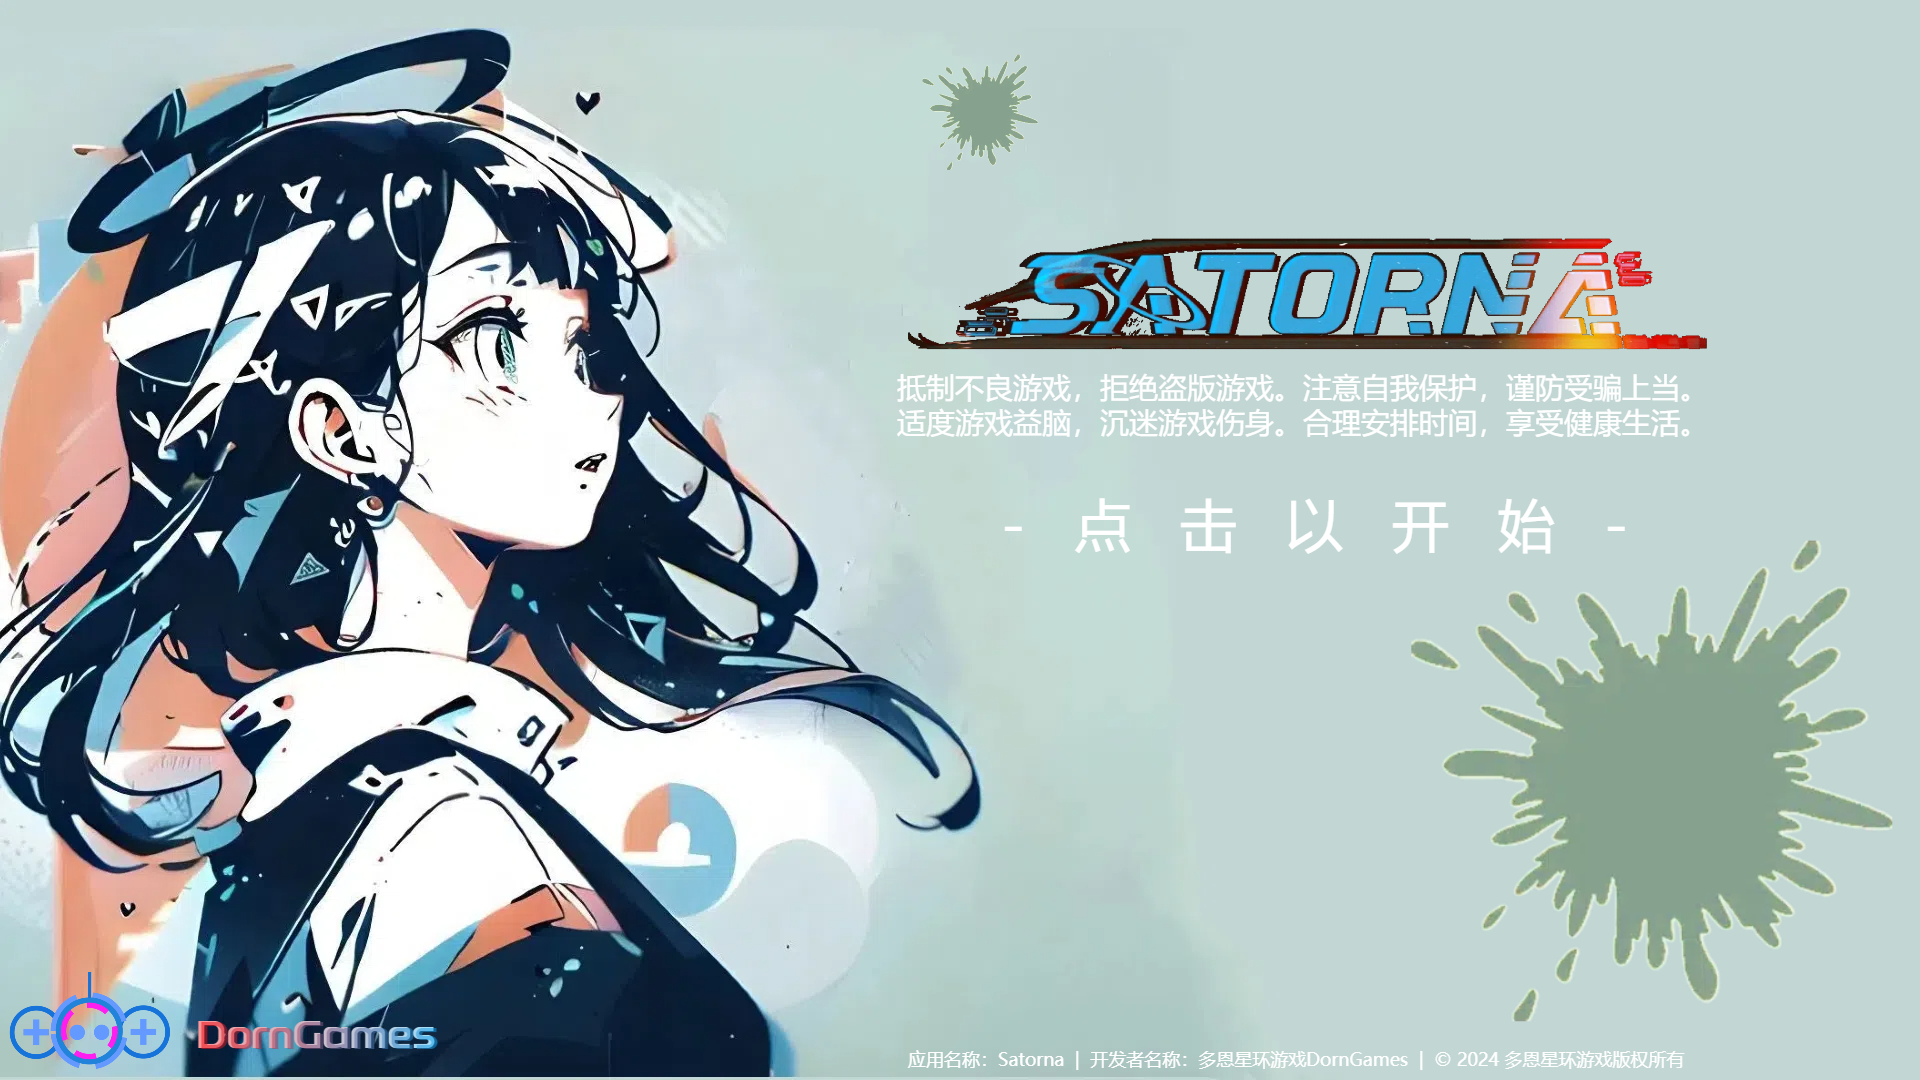 SATORNA
抵制不良游戏，拒绝盗版游戏。注意自我保护，谨防受骗上当。
适度游戏益脑，沉迷游戏伤身。合理安排时间，享受健康生活。
- 点 击 以 开 始 -
DornGames
应用名称：Satorna | 开发者名称：多恩星环游戏DornGames | © 2024 多恩星环游戏版权所有